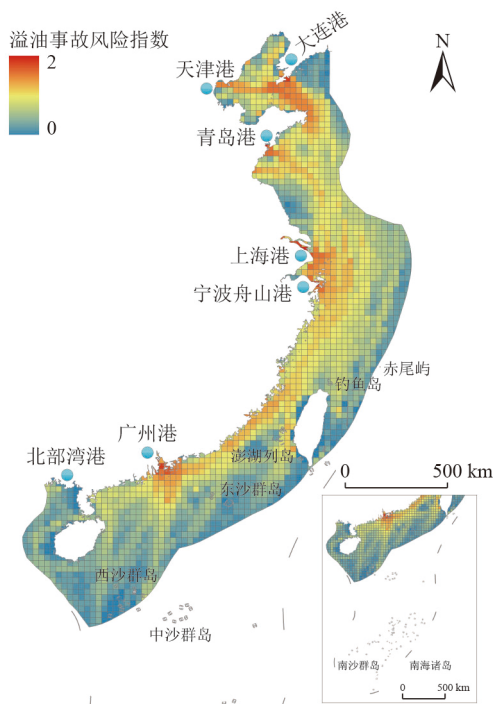 溢油事故风险指数
2
0
N
大连港
天津港
青岛港
上海港
宁波舟山港
赤尾屿
钓鱼岛
广州港
澎湖列岛
北部湾港
东沙群岛
0 500 km
西沙群岛
中沙群岛
南沙群岛 南海诸岛
0 500 km